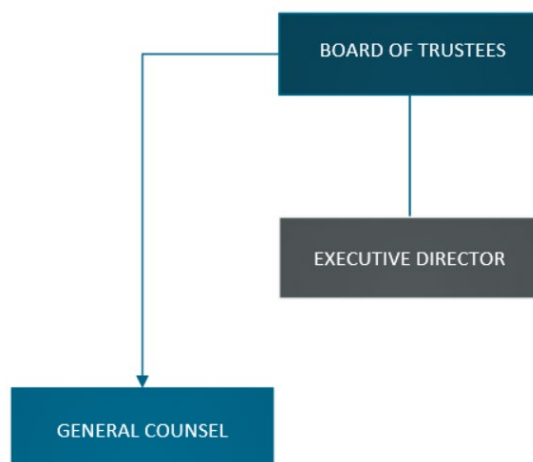 BOARD OF TRUSTEES
EXECUTIVE DIRECTOR
GENERAL COUNSEL